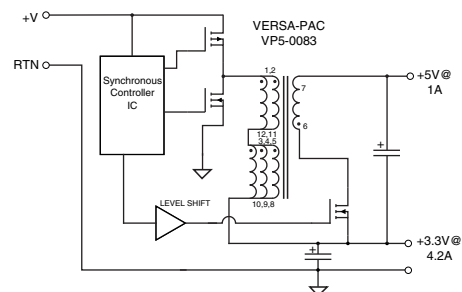 +V
VERSA-PAC
VP5-0083
RTN
Synchronous
Controller
IC
1,2
7
+5V@
1A
12,11
3,4,5
6
10,9,8
LEVEL SHIFT
+
+
+3.3V@
4.2A